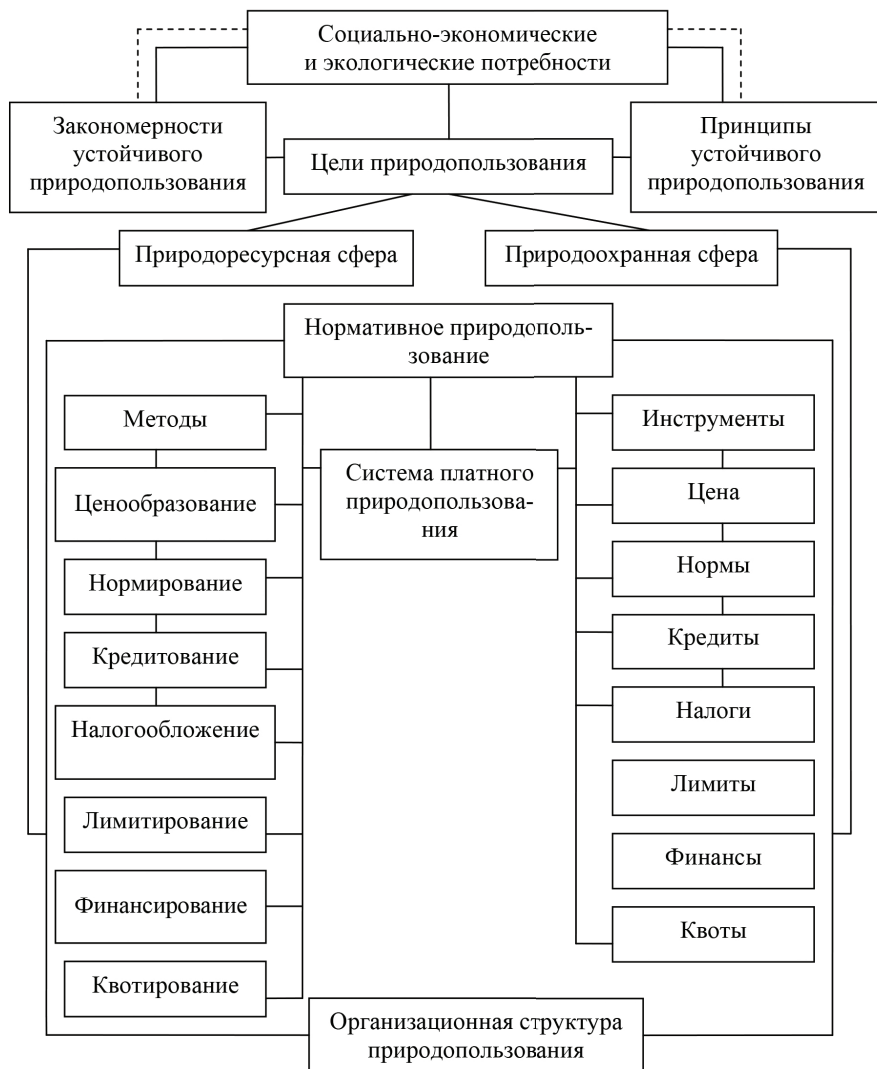 Социально-экономические
и экологические потребности
Закономерности
устойчивого
природопользования
Цели природопользования
Принципы
устойчивого
природопользования
Природоресурсная сфера
Природоохранная сфера
Нормативное природополь-
зование
Методы
Ценообразование
Нормирование
Кредитование
Налогообложение
Лимитирование
Финансирование
Квотирование
Система платного
природопользова-
ния
Инструменты
Цена
Нормы
Кредиты
Налоги
Лимиты
Финансы
Квоты
Организационная структура
природопользования